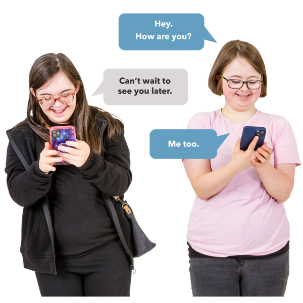 Hey.
How are you?
Can't wait to
see you later.
Me too.